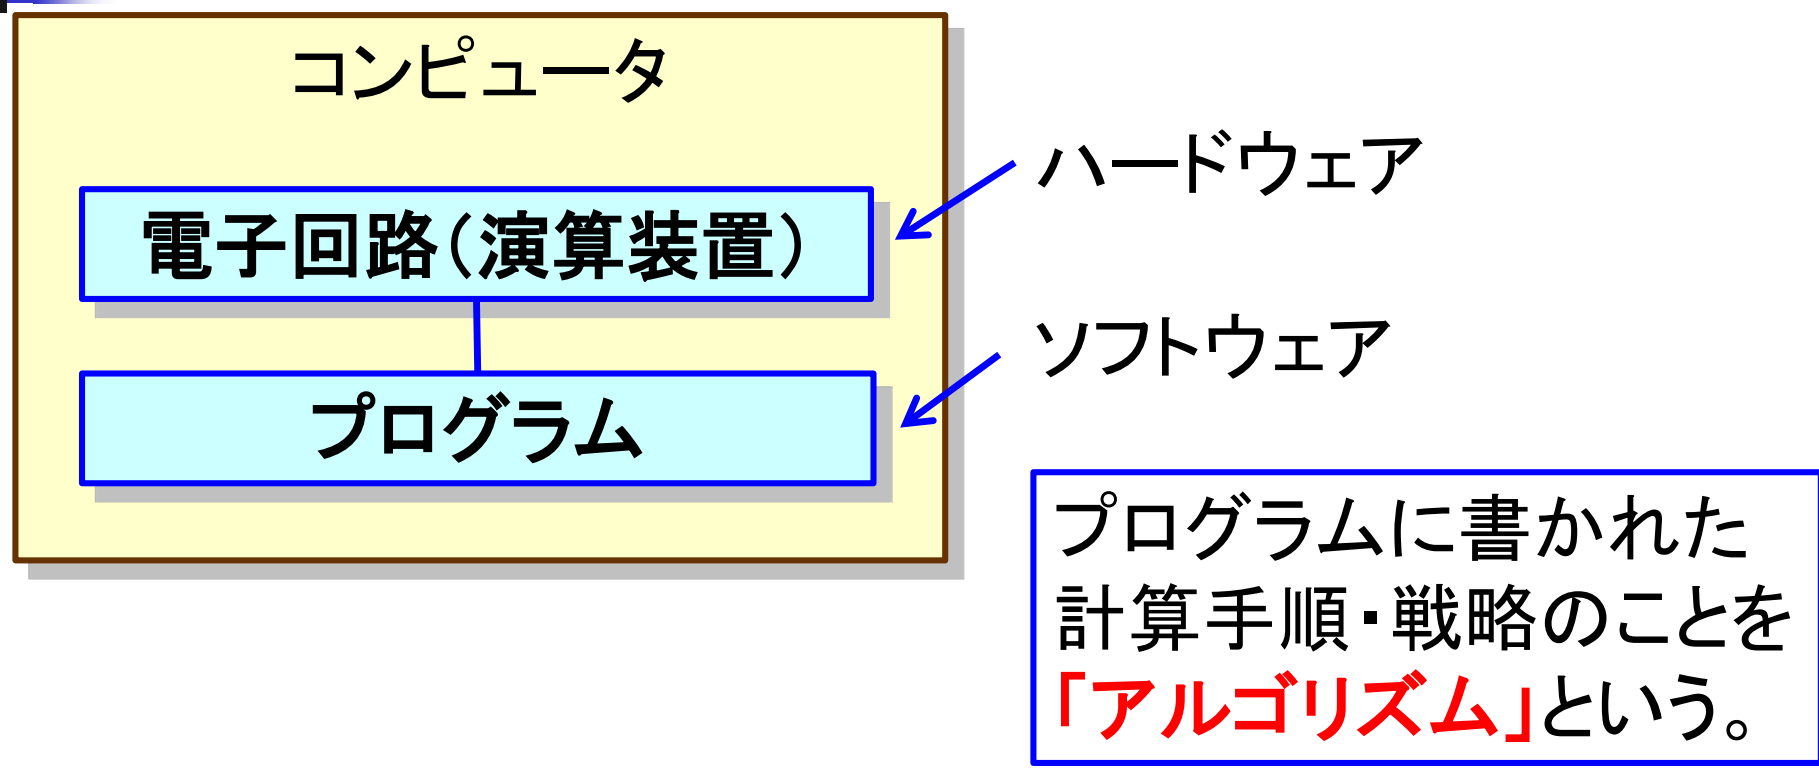 コンピュータ
電子回路(演算装置)
プログラム
ハードウェア
ソフトウェア
プログラムに書かれた
計算手順・戦略のことを
「アルゴリズム」という。